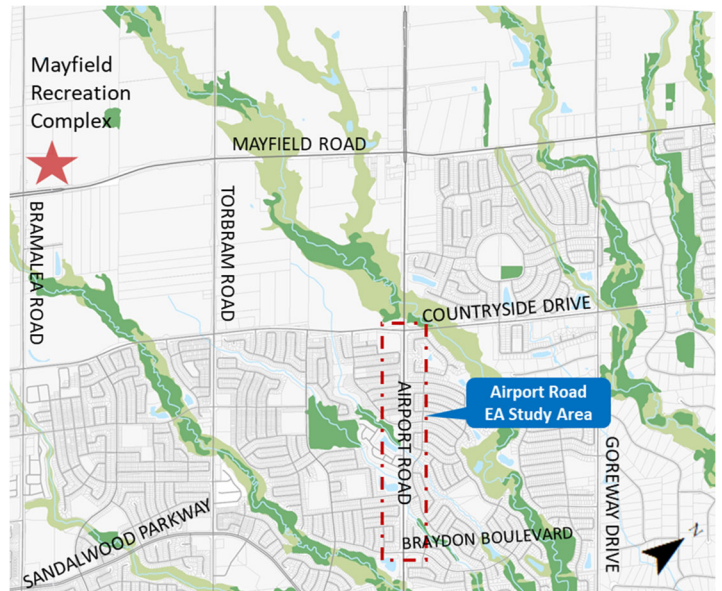 Mayfield
Recreation
Complex
MAYFIELD ROAD
BRAMALEA ROAD
TORBRAM ROAD
COUNTRYSIDE DRIVE
AIRPORT ROAD
Airport Road
EA Study Area
GOREWAY DRIVE
SANDALWOOD PARKWAY
BRAYDON BOULEVARD
N